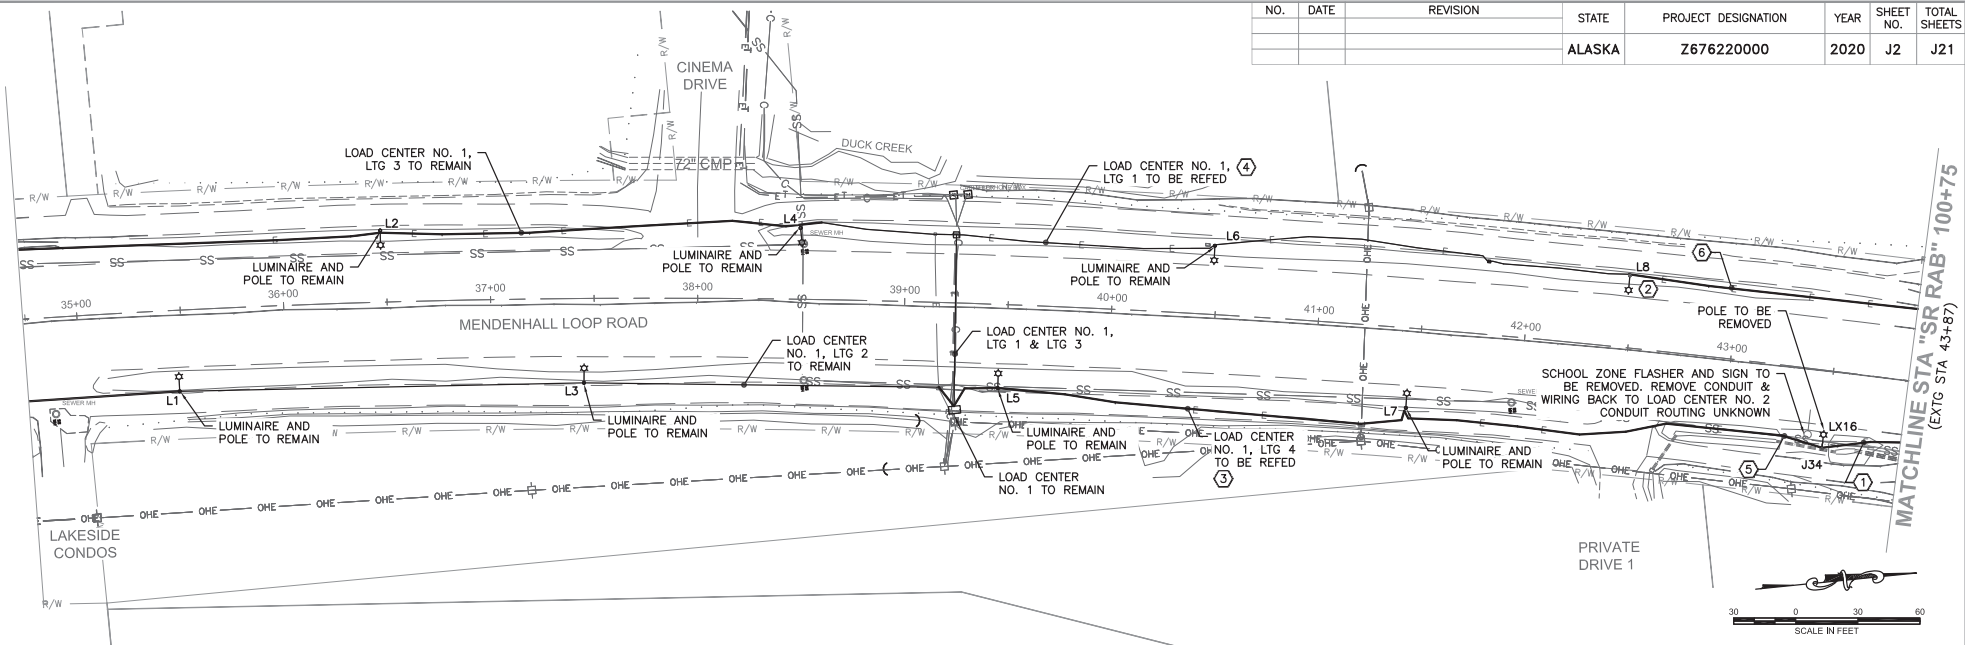 NO. DATE REVISION STATE PROJECT DESIGNATION YEAR SHEET NO. TOTAL SHEETS
ALASKA Z676220000 2020 J2 J21
CINEMA
DRIVE
DUCK CREEK
72" CMP
LOAD CENTER NO. 1,
LTG 3 TO REMAIN
LOAD CENTER NO. 1, 4
LTG 1 TO BE REFED
L2
L4
L6
L8
SEWER MH
LUMINAIRE AND
POLE TO REMAIN
LUMINAIRE AND
POLE TO REMAIN
LUMINAIRE AND
POLE TO REMAIN
6
2
POLE TO BE
REMOVED
35+00
36+00
37+00
38+00
39+00
40+00
41+00
42+00
43+00
MENDENHALL LOOP ROAD
LOAD CENTER
NO. 1, LTG 2
TO REMAIN
LOAD CENTER NO. 1,
LTG 1 & LTG 3
SCHOOL ZONE FLASHER AND SIGN TO
BE REMOVED. REMOVE CONDUIT &
WIRING BACK TO LOAD CENTER NO. 2
CONDUIT ROUTING UNKNOWN
SEWER MH
L1
L3
L5
L7
LX16
J34
LUMINAIRE AND
POLE TO REMAIN
LUMINAIRE AND
POLE TO REMAIN
LUMINAIRE AND
POLE TO REMAIN
LOAD CENTER
NO. 1, LTG 4
TO BE REFED
3
LUMINAIRE AND
POLE TO REMAIN
5
1
LOAD CENTER
NO. 1 TO REMAIN
LAKESIDE
CONDOS
PRIVATE
DRIVE 1
R/W
SS
OHE
E
MATCHLINE STA "SR RAB" 100+75
(EXTG STA 43+87)
30 0 30 60
SCALE IN FEET